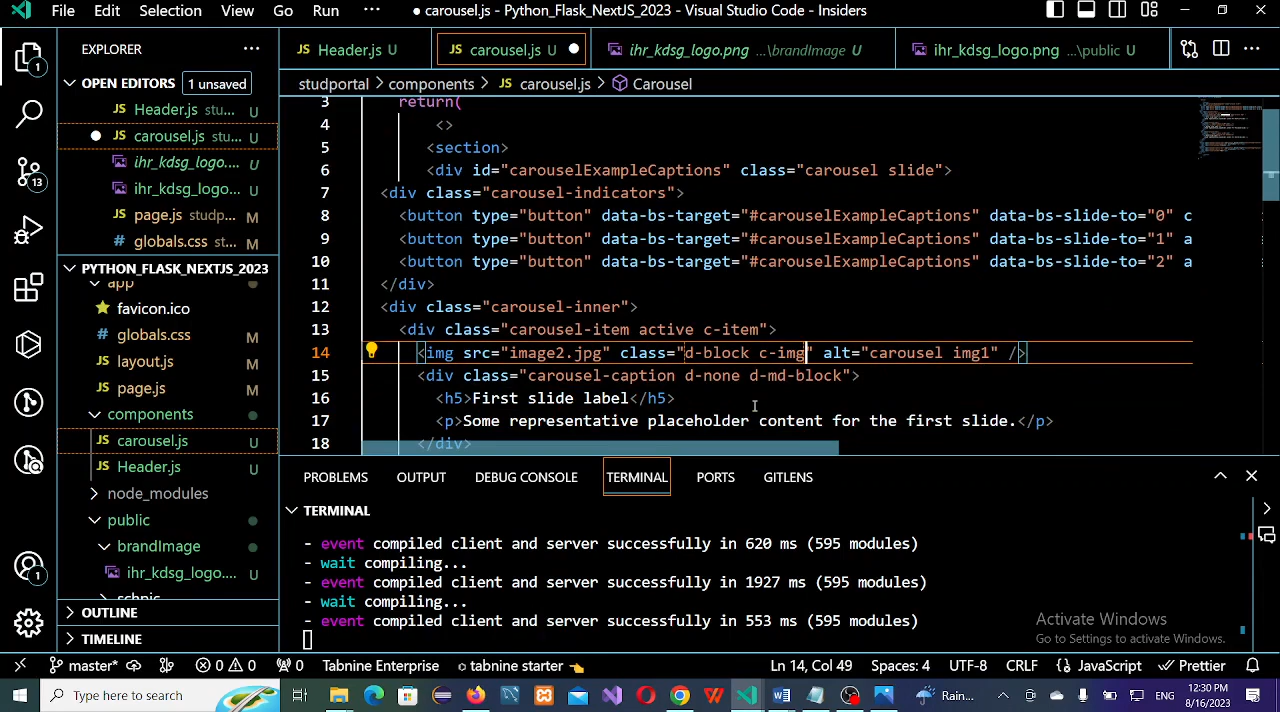 File Edit Selection View Go Run ··· ● carousel.js - Python_Flask_NextJS_2023 - Visual Studio Code - Insiders
EXPLORER ···
JS Header.js U JS carousel.js U ● ihr_kdsg_logo.png ...\brandImage U ihr_kdsg_logo.png ...\public U ···
OPEN EDITORS 1 unsaved
JS Header.js stu... U
● JS carousel.js stu... U
ihr_kdsg_logo.... U
ihr_kdsg_logo... U
JS page.js studp... M
# globals.css st... M
PYTHON_FLASK_NEXTJS_2023
app
favicon.ico
# globals.css M
JS layout.js M
JS page.js M
components
JS carousel.js U
JS Header.js U
node_modules
public
brandImage
ihr_kdsg_logo.... U
OUTLINE
TIMELINE
1
13
1
studportal > components > JS carousel.js > Carousel
3 return(
4 <>
5 <section>
6 <div id="carouselExampleCaptions" class="carousel slide">
7 <div class="carousel-indicators">
8 <button type="button" data-bs-target="#carouselExampleCaptions" data-bs-slide-to="0" c
9 <button type="button" data-bs-target="#carouselExampleCaptions" data-bs-slide-to="1" a
10 <button type="button" data-bs-target="#carouselExampleCaptions" data-bs-slide-to="2" a
11 </div>
12 <div class="carousel-inner">
13 <div class="carousel-item active c-item">
14 <img src="image2.jpg" class="d-block c-img" alt="carousel img1" />
15 <div class="carousel-caption d-none d-md-block">
16 <h5>First slide label</h5>
17 <p>Some representative placeholder content for the first slide.</p>
18 </div>
PROBLEMS OUTPUT DEBUG CONSOLE TERMINAL PORTS GITLENS
TERMINAL
- event compiled client and server successfully in 620 ms (595 modules)
- wait compiling...
- event compiled client and server successfully in 1927 ms (595 modules)
- wait compiling...
- event compiled client and server successfully in 553 ms (595 modules)
Activate Windows
Go to Settings to activate Windows.
master* 0 0 0 Tabnine Enterprise tabnine starter Ln 14, Col 49 Spaces: 4 UTF-8 CRLF {} JavaScript Prettier
Type here to search Rain... ENG 12:30 PM
8/16/2023